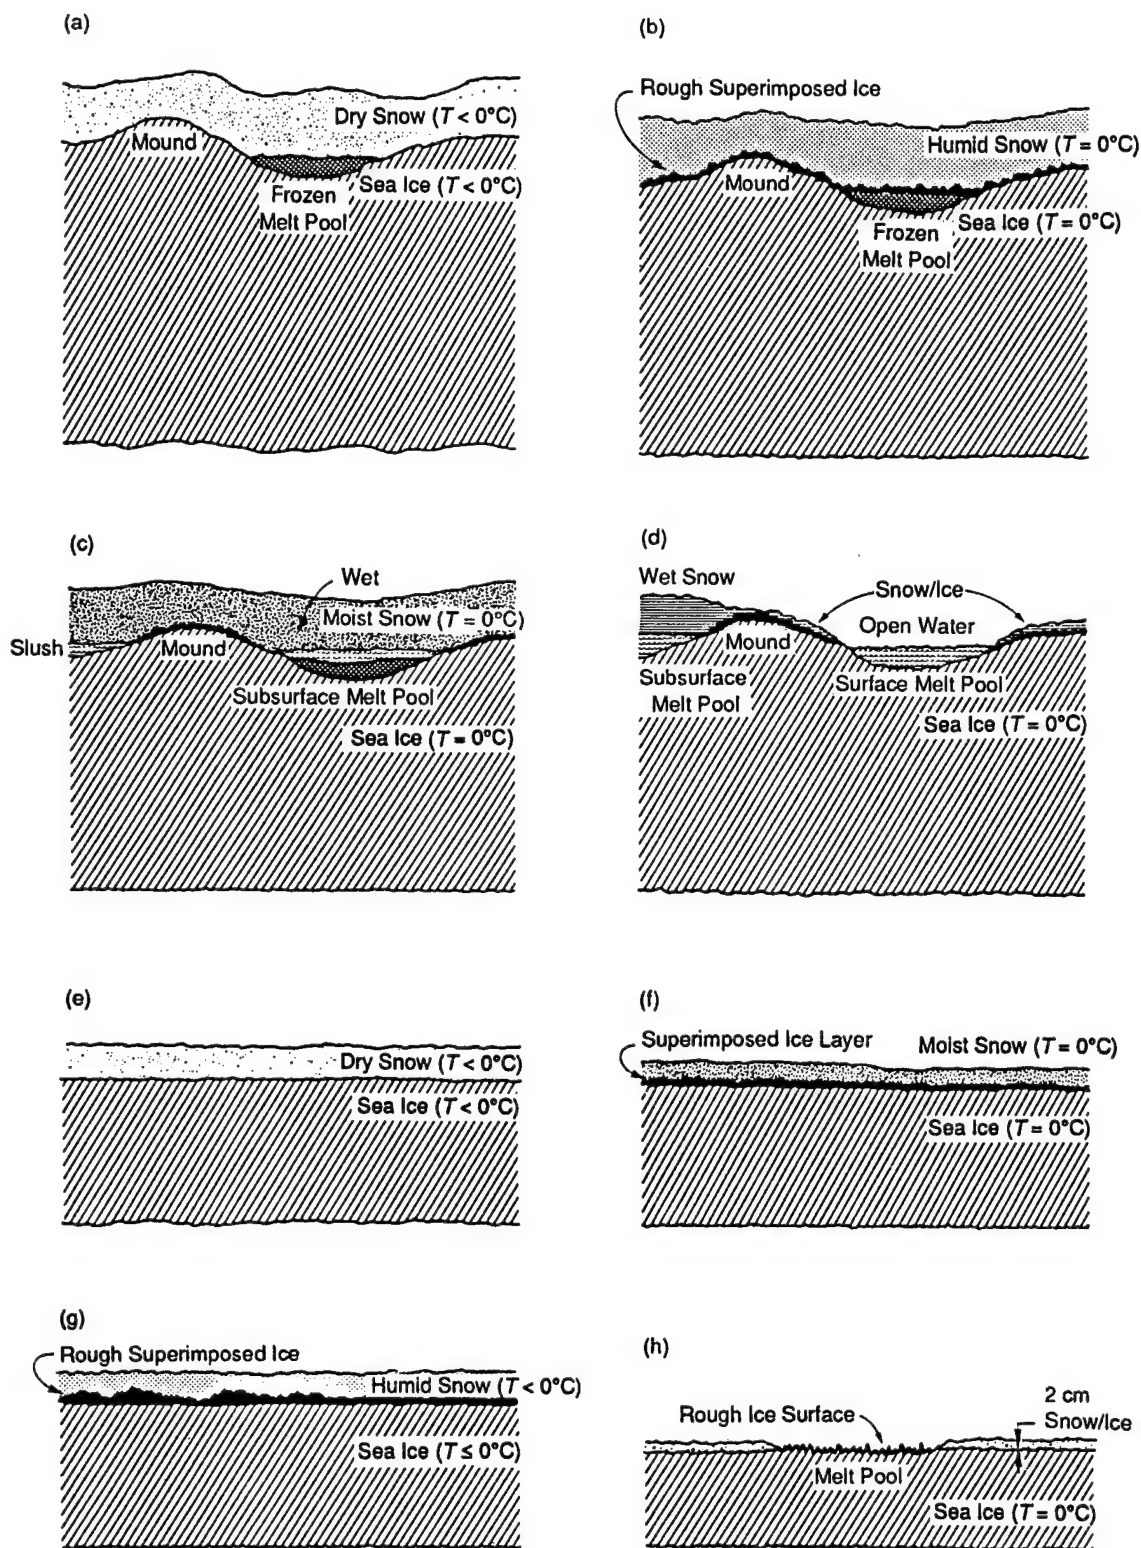 (a)
Dry Snow (T < 0°C)
Mound
Sea Ice (T < 0°C)
Frozen
Melt Pool
(b)
Rough Superimposed Ice
Humid Snow (T = 0°C)
Mound
Sea Ice (T = 0°C)
Frozen
Melt Pool
(c)
Wet
Moist Snow (T = 0°C)
Slush
Mound
Subsurface Melt Pool
Sea Ice (T = 0°C)
(d)
Wet Snow
Snow/Ice
Open Water
Mound
Subsurface
Melt Pool
Surface Melt Pool
Sea Ice (T = 0°C)
(e)
Dry Snow (T < 0°C)
Sea Ice (T < 0°C)
(f)
Superimposed Ice Layer
Moist Snow (T = 0°C)
Sea Ice (T = 0°C)
(g)
Rough Superimposed Ice
Humid Snow (T < 0°C)
Sea Ice (T ≤ 0°C)
(h)
2 cm
Snow/Ice
Rough Ice Surface
Melt Pool
Sea Ice (T = 0°C)